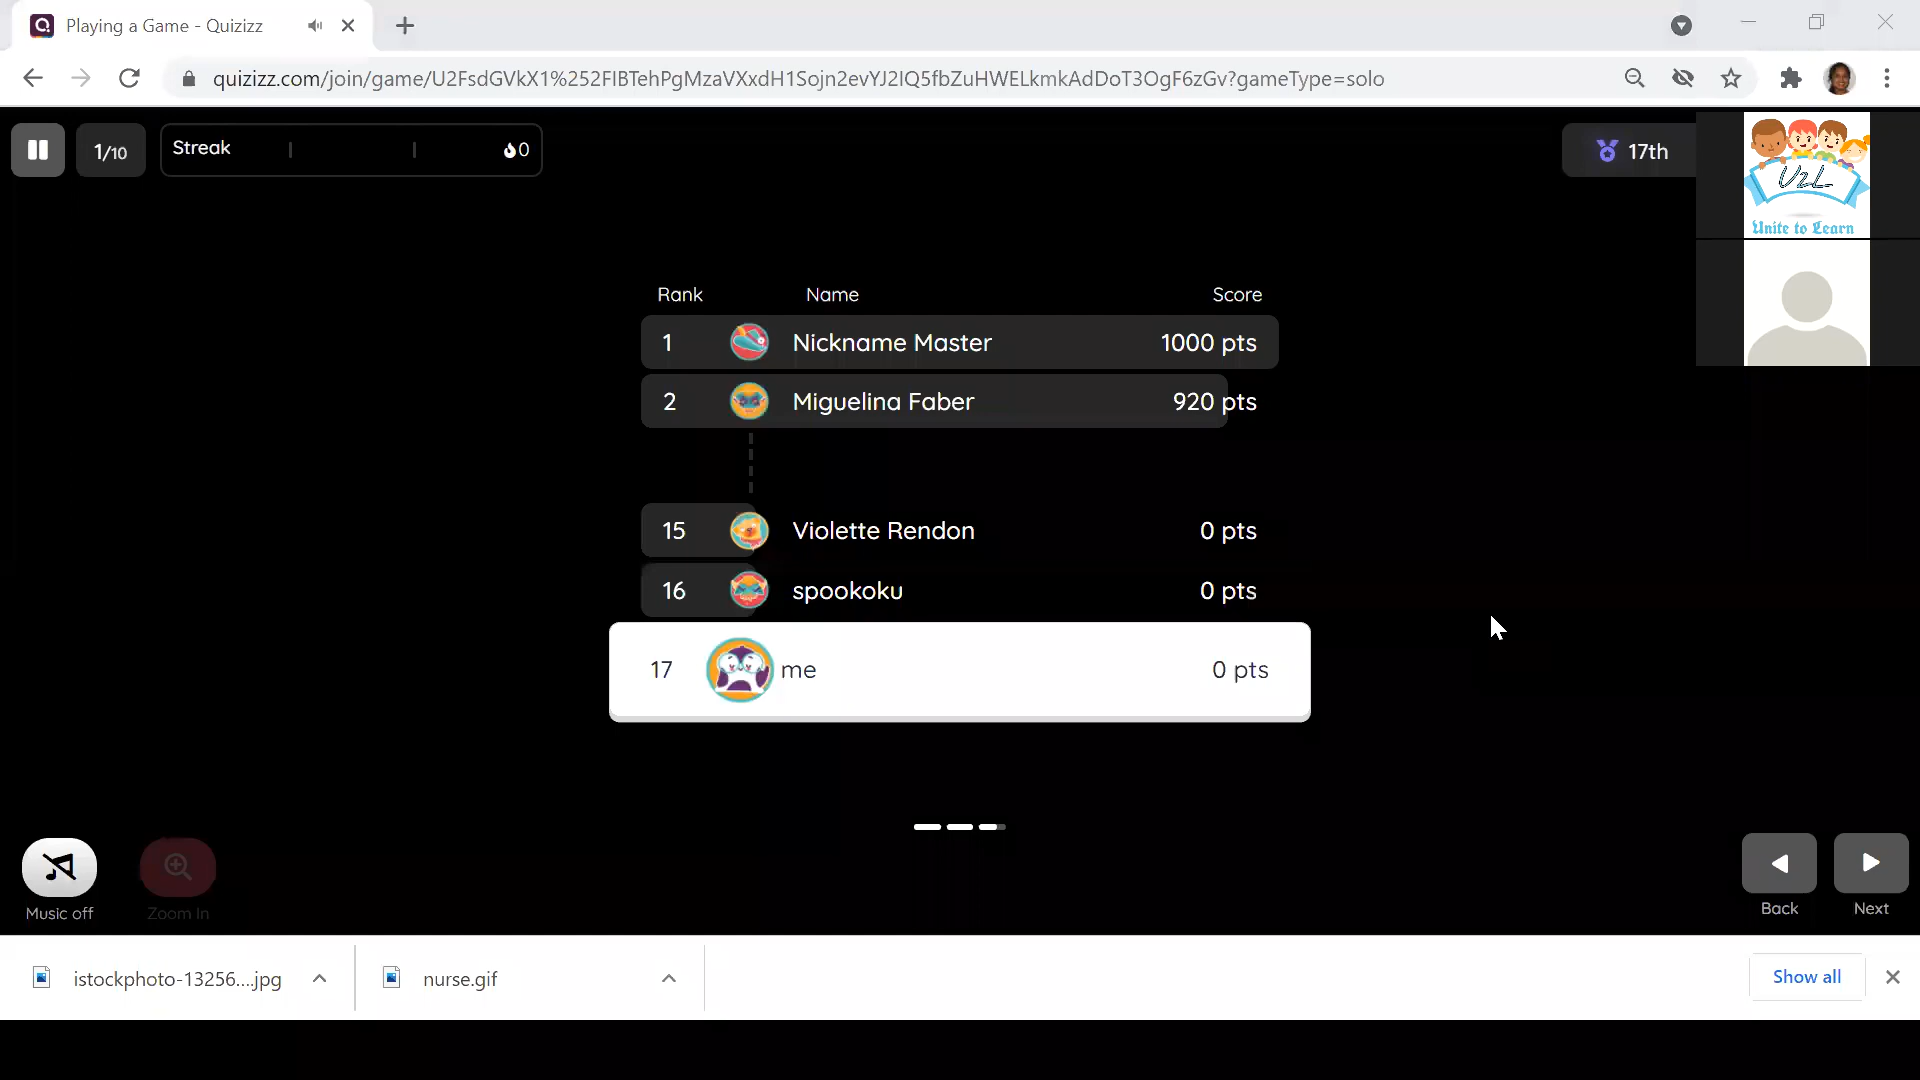 Playing a Game - Quizizz
quizizz.com/join/game/U2FsdGVkX1%252FIBTehPgMzaVXxdH1Sojn2evYJ2IQ5fbZuHWELkmkAdDoT3OgF6zGv?gameType=solo
1/10
Streak
0
17th
U2L
Unite to Learn
Rank Name Score
1 Nickname Master 1000 pts
2 Miguelina Faber 920 pts
15 Violette Rendon 0 pts
16 spookoku 0 pts
17 me 0 pts
Music off
Zoom In
Back
Next
istockphoto-13256....jpg
nurse.gif
Show all